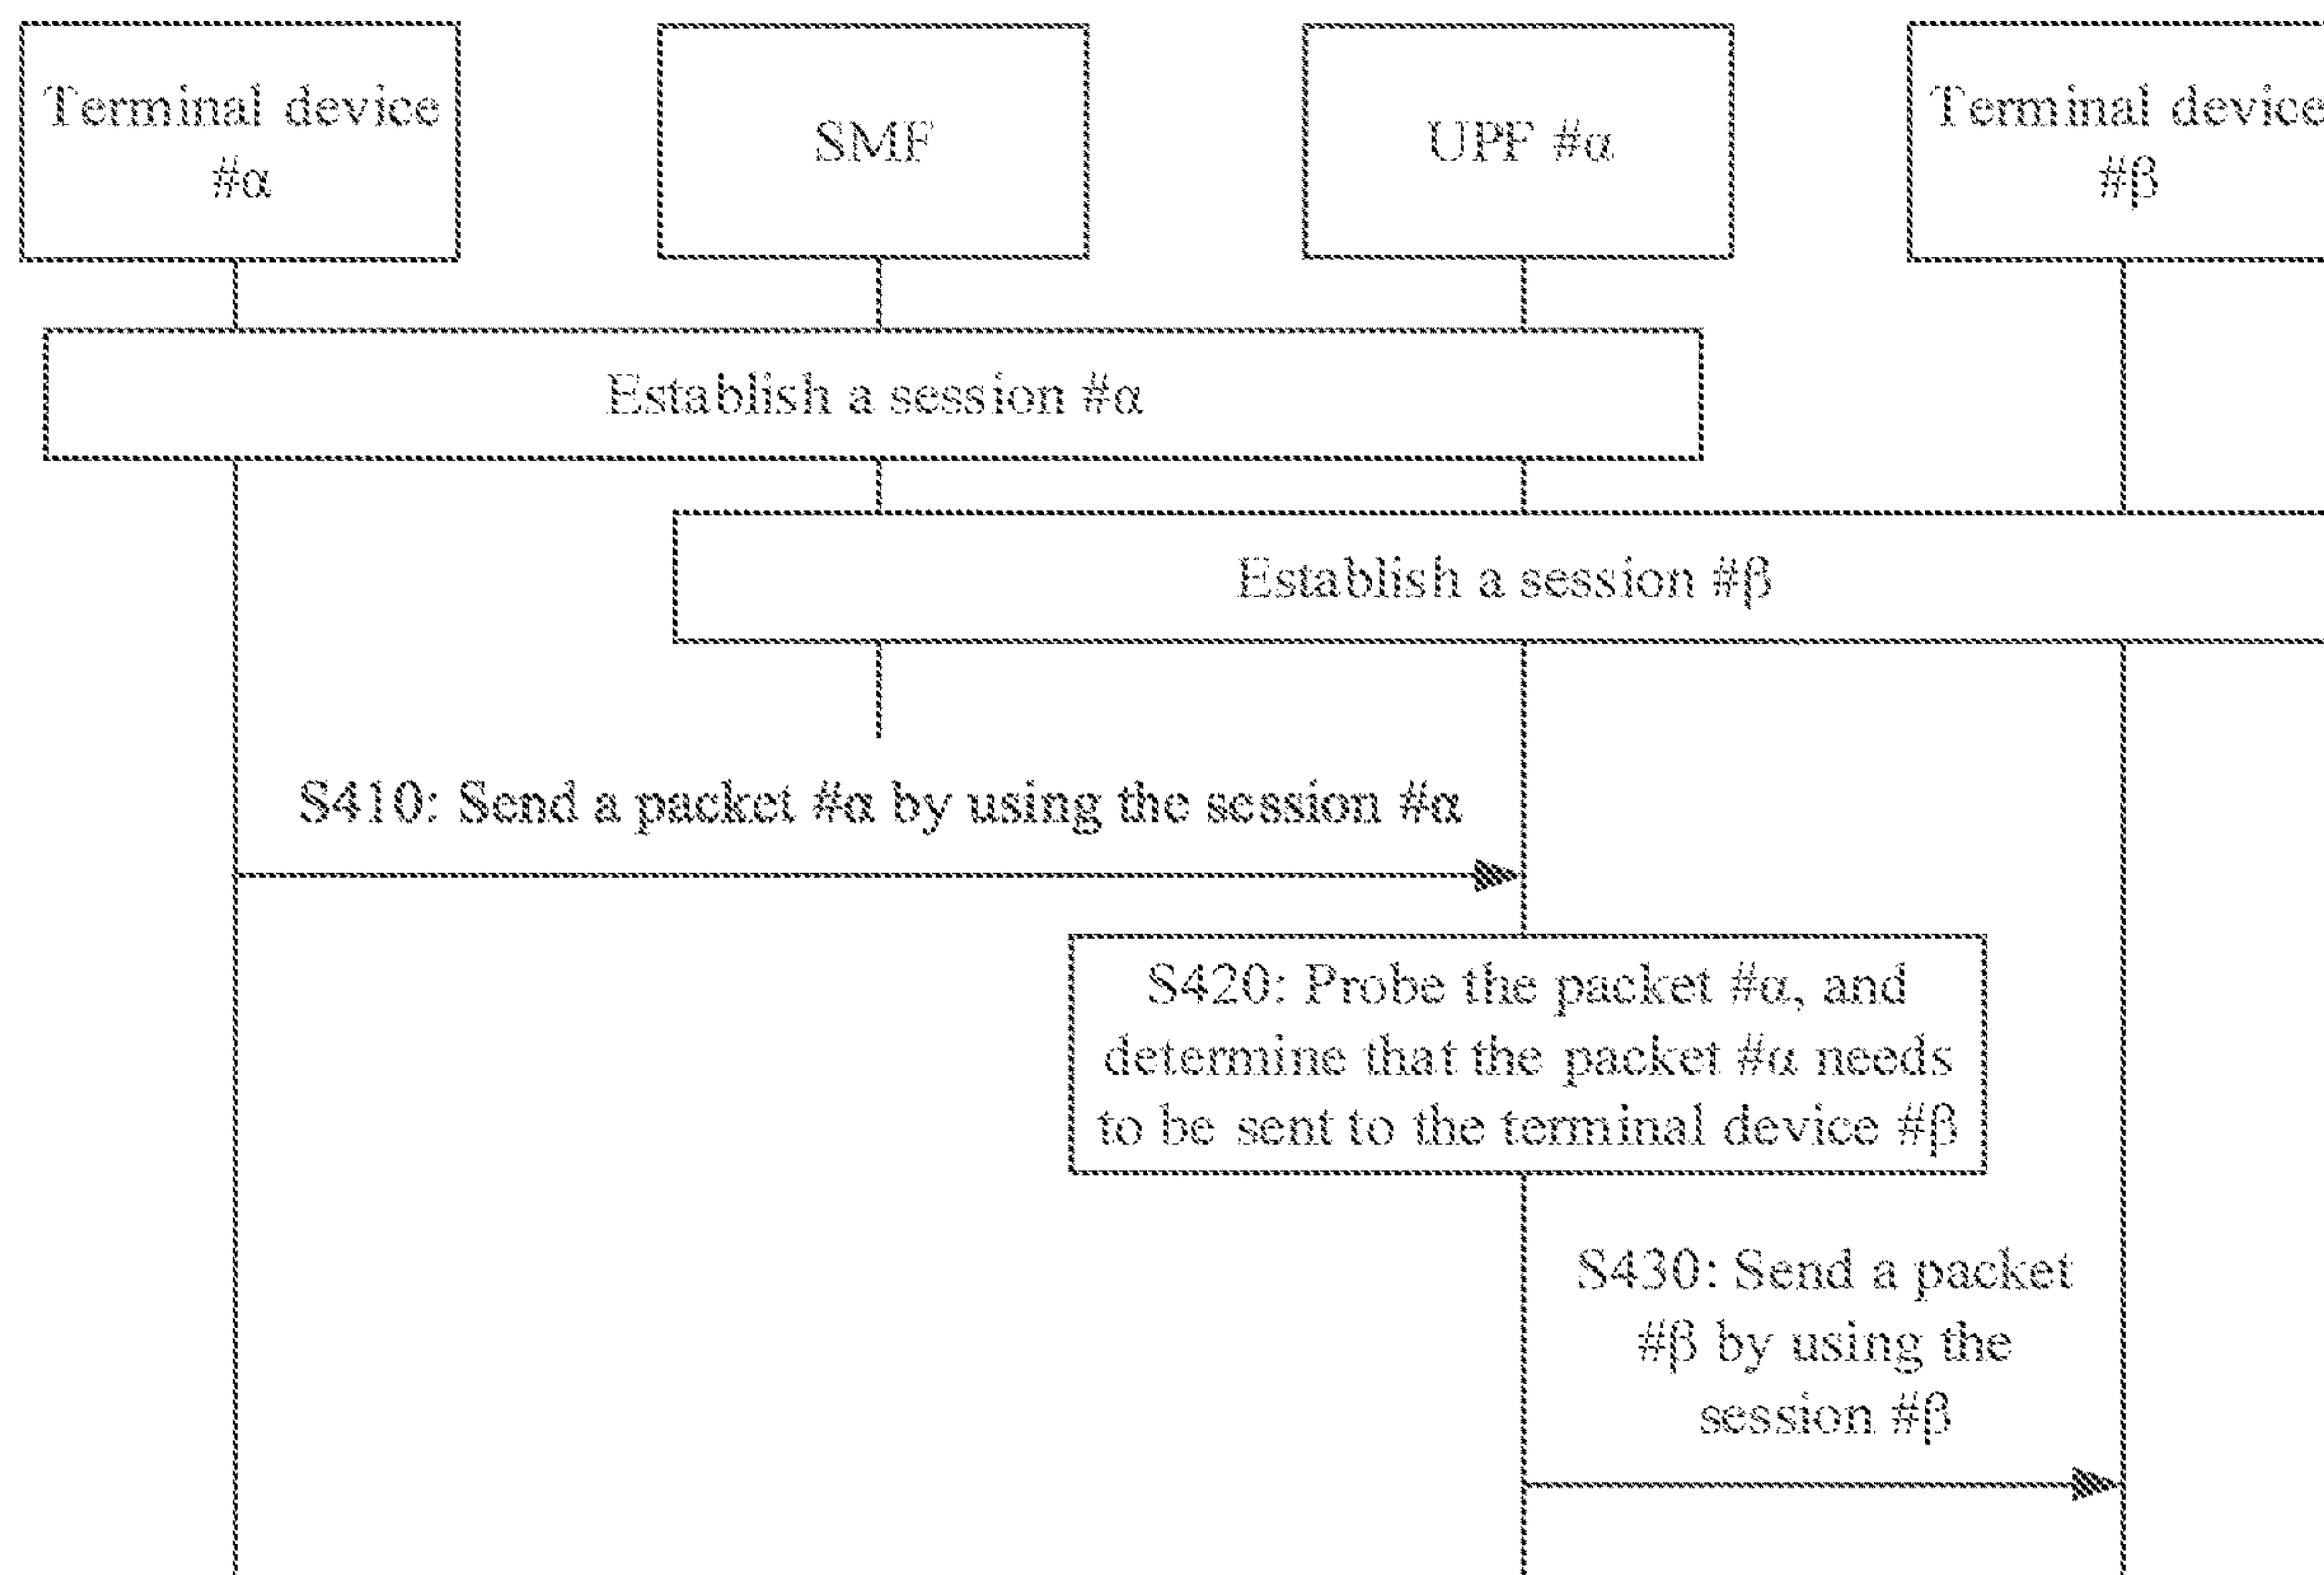 Terminal device
#α
SMF
UPF #α
Terminal device
#β
Establish a session #α
Establish a session #β
S410: Send a packet #α by using the session #α
S420: Probe the packet #α, and
determine that the packet #α needs
to be sent to the terminal device #β
S430: Send a packet
#β by using the
session #β